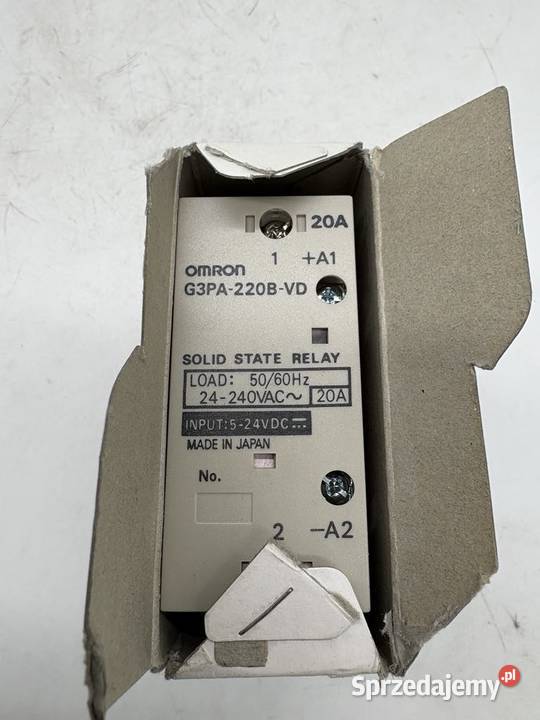 20A
1 +A1
OMRON
G3PA-220B-VD
SOLID STATE RELAY
LOAD: 50/60Hz
24-240VAC～ 20A
INPUT:5-24VDC⎓
MADE IN JAPAN
No.
2 -A2
Sprzedajemy.pl